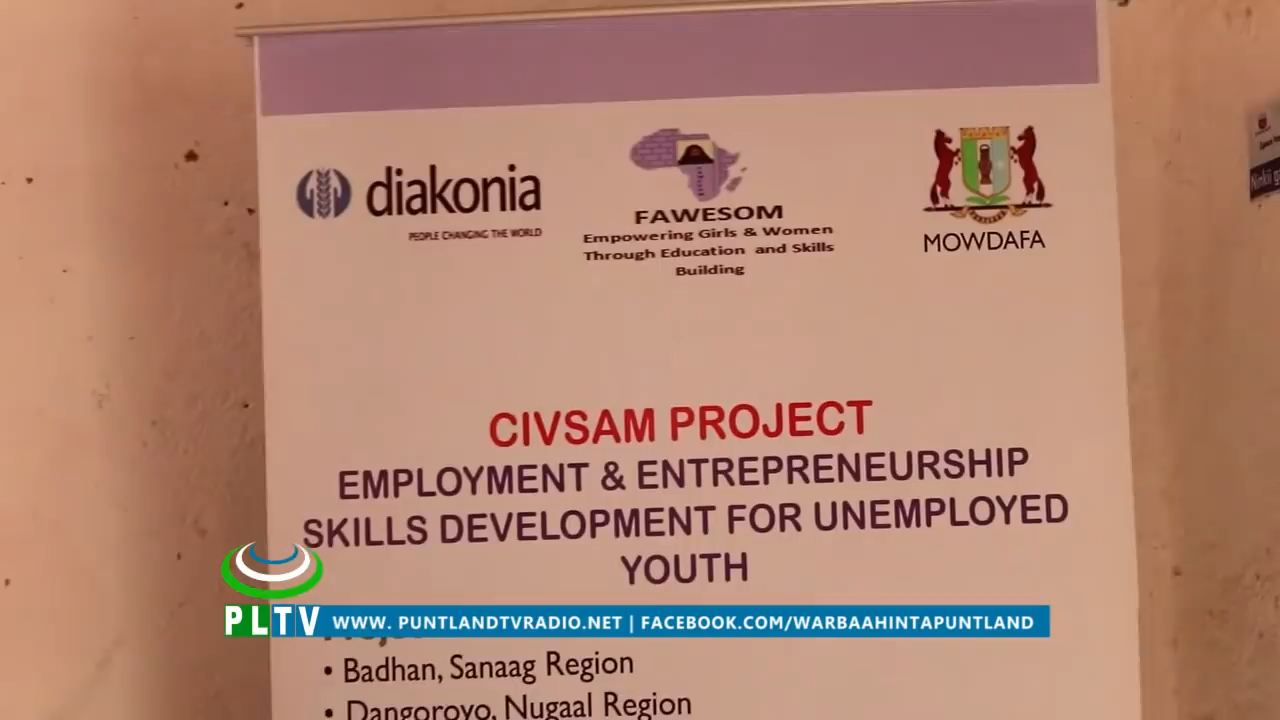 diakonia
PEOPLE CHANGING THE WORLD
FAWESOM
Empowering Girls & Women
Through Education and Skills
Building
MOWDAFA
CIVSAM PROJECT
EMPLOYMENT & ENTREPRENEURSHIP
SKILLS DEVELOPMENT FOR UNEMPLOYED
YOUTH
PLTV WWW. PUNTLANDTVRADIO.NET | FACEBOOK.COM/WARBAAHINTAPUNTLAND
• Badhan, Sanaag Region
• Dangoroyo, Nugaal Region